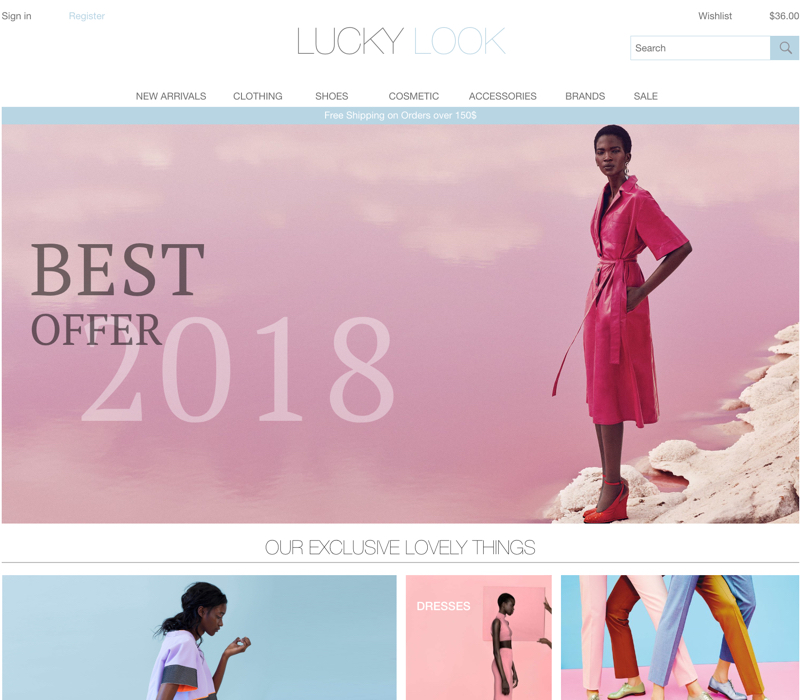 Sign in
Register
Wishlist
$36.00
LUCKY LOOK
Search
NEW ARRIVALS
CLOTHING
SHOES
COSMETIC
ACCESSORIES
BRANDS
SALE
Free Shipping on Orders over 150$
BEST
OFFER
2018
OUR EXCLUSIVE LOVELY THINGS
DRESSES